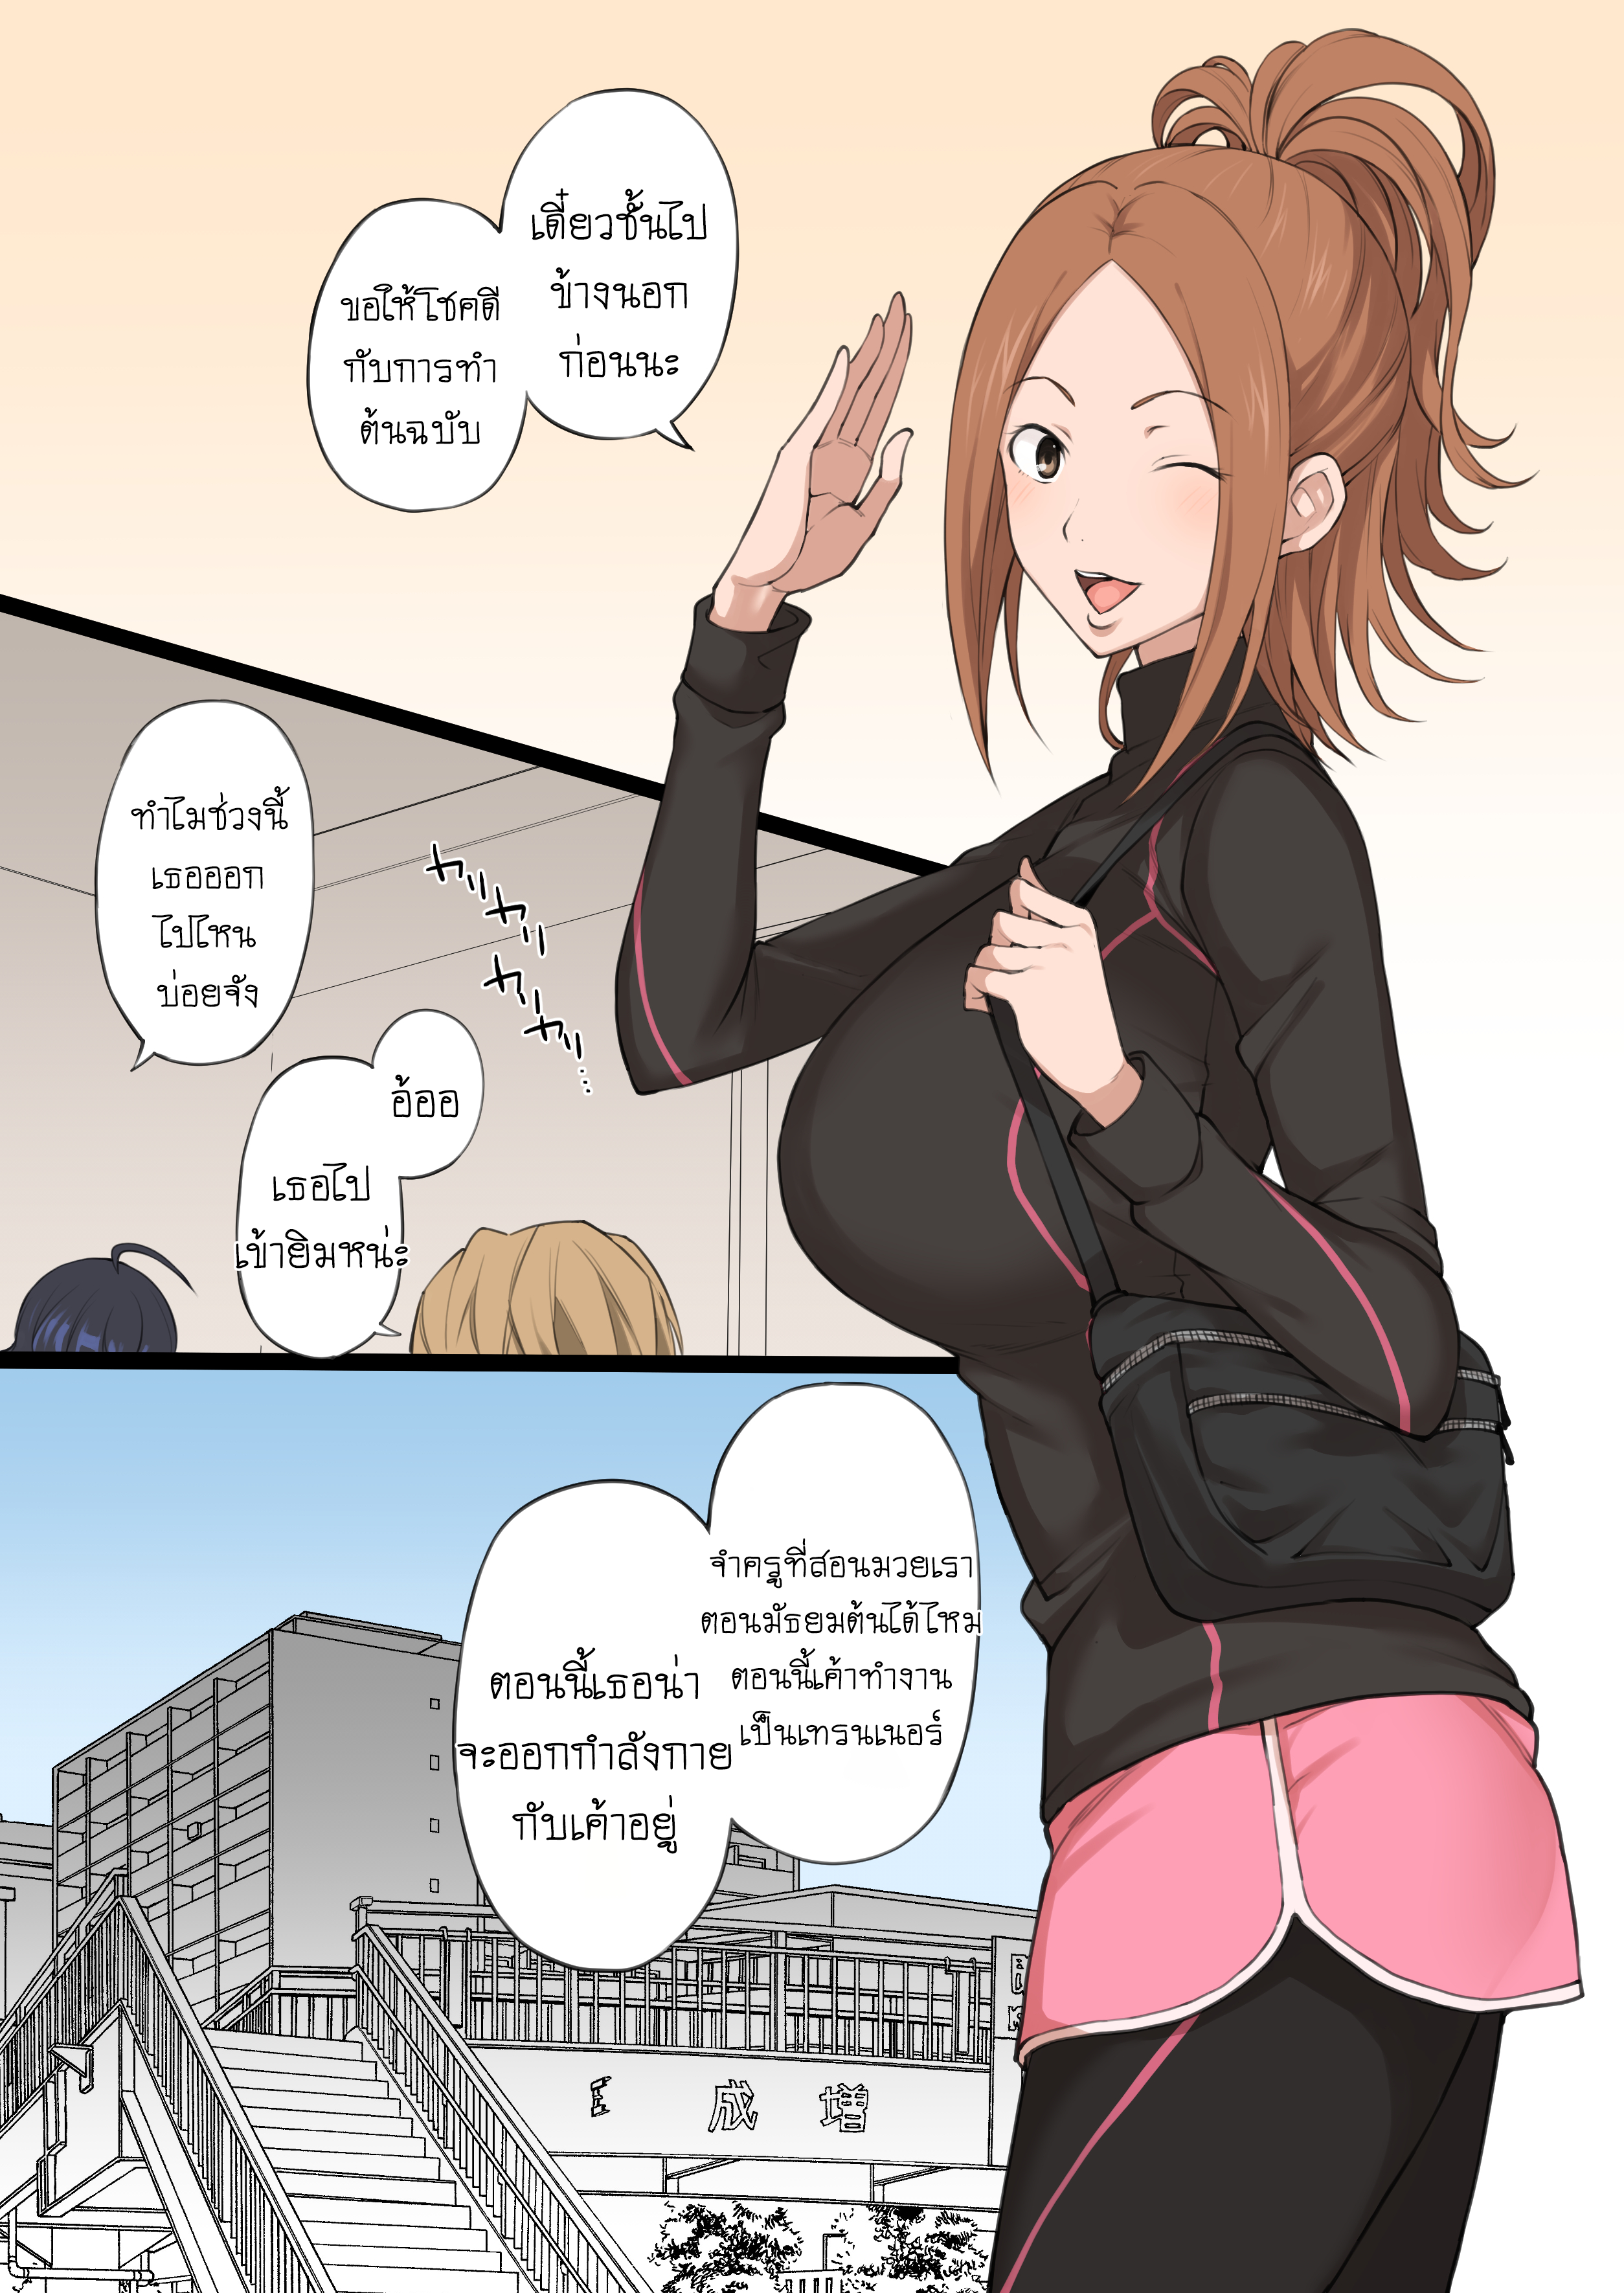 เดี๋ยวชั้นไป
ข้างนอก
ก่อนนะ
ขอให้โชคดี
กับการทำ
ต้นฉบับ
ทำไมช่วงนี้
เธอออก
ไปไหน
บ่อยจัง
カリカリ
カリカリ...
อ้ออ
เธอไป
เข้ายิมหน่ะ
จำครูที่สอนมวยเรา
ตอนมัธยมต้นได้ไหม
ตอนนี้เค้าทำงาน
เป็นเทรนเนอร์
ตอนนี้เธอน่า
จะออกกำลังกาย
กับเค้าอยู่
成 増